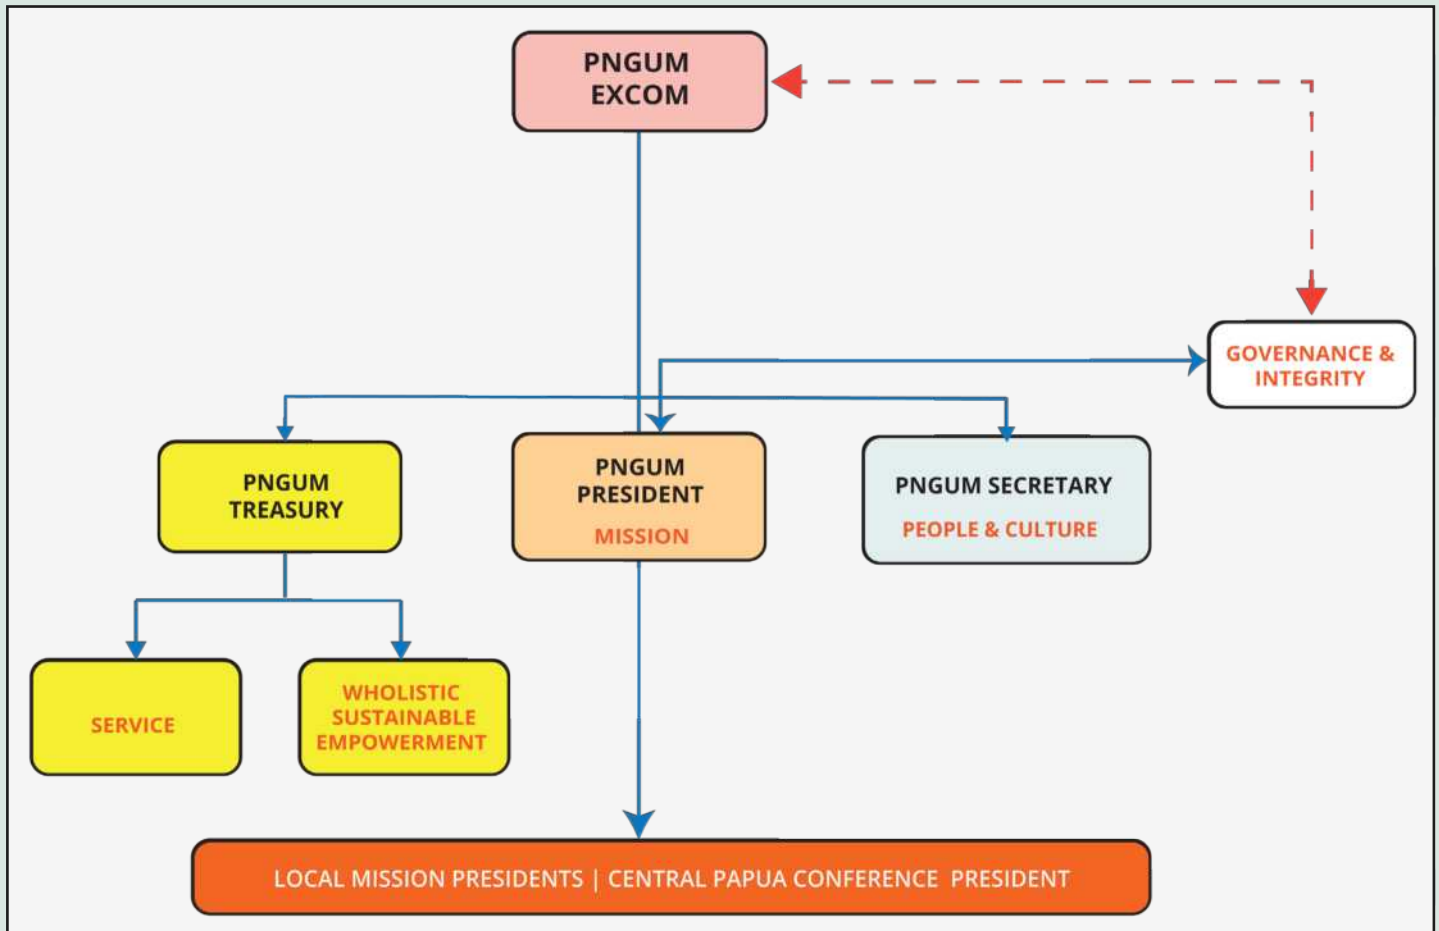 PNGUM
EXCOM
GOVERNANCE &
INTEGRITY
PNGUM
TREASURY
PNGUM
PRESIDENT
MISSION
PNGUM SECRETARY
PEOPLE & CULTURE
SERVICE
WHOLISTIC
SUSTAINABLE
EMPOWERMENT
LOCAL MISSION PRESIDENTS | CENTRAL PAPUA CONFERENCE PRESIDENT